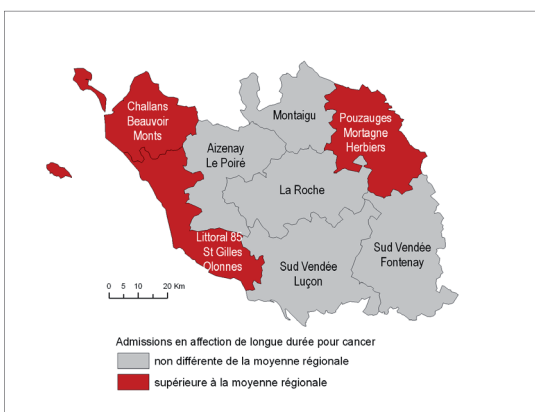 Challans
Beauvoir
Monts
Montaigu
Pouzauges
Mortagne
Herbiers
Aizenay
Le Poiré
La Roche
Littoral 85
St Gilles
Olonnes
Sud Vendée
Luçon
Sud Vendée
Fontenay
0 5 10 20 Km
Admissions en affection de longue durée pour cancer
non différente de la moyenne régionale
supérieure à la moyenne régionale